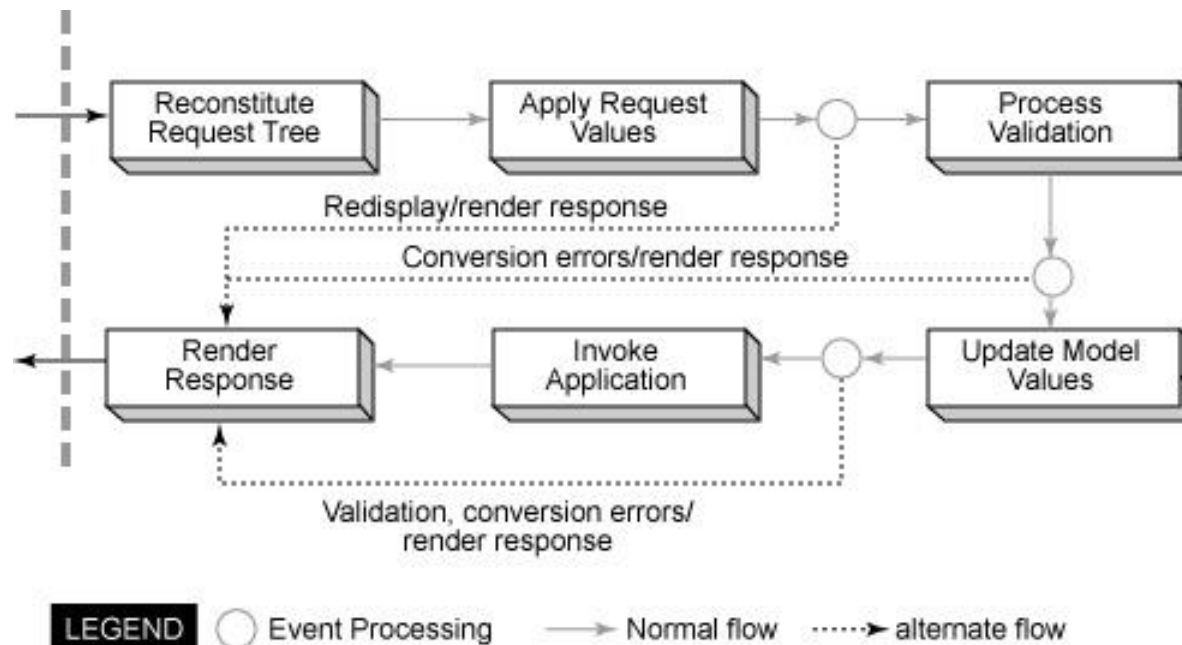 Reconstitute
Request Tree
Apply Request
Values
Process
Validation
Redisplay/render response
Conversion errors/render response
Render
Response
Invoke
Application
Update Model
Values
Validation, conversion errors/
render response
LEGEND
Event Processing
Normal flow
alternate flow